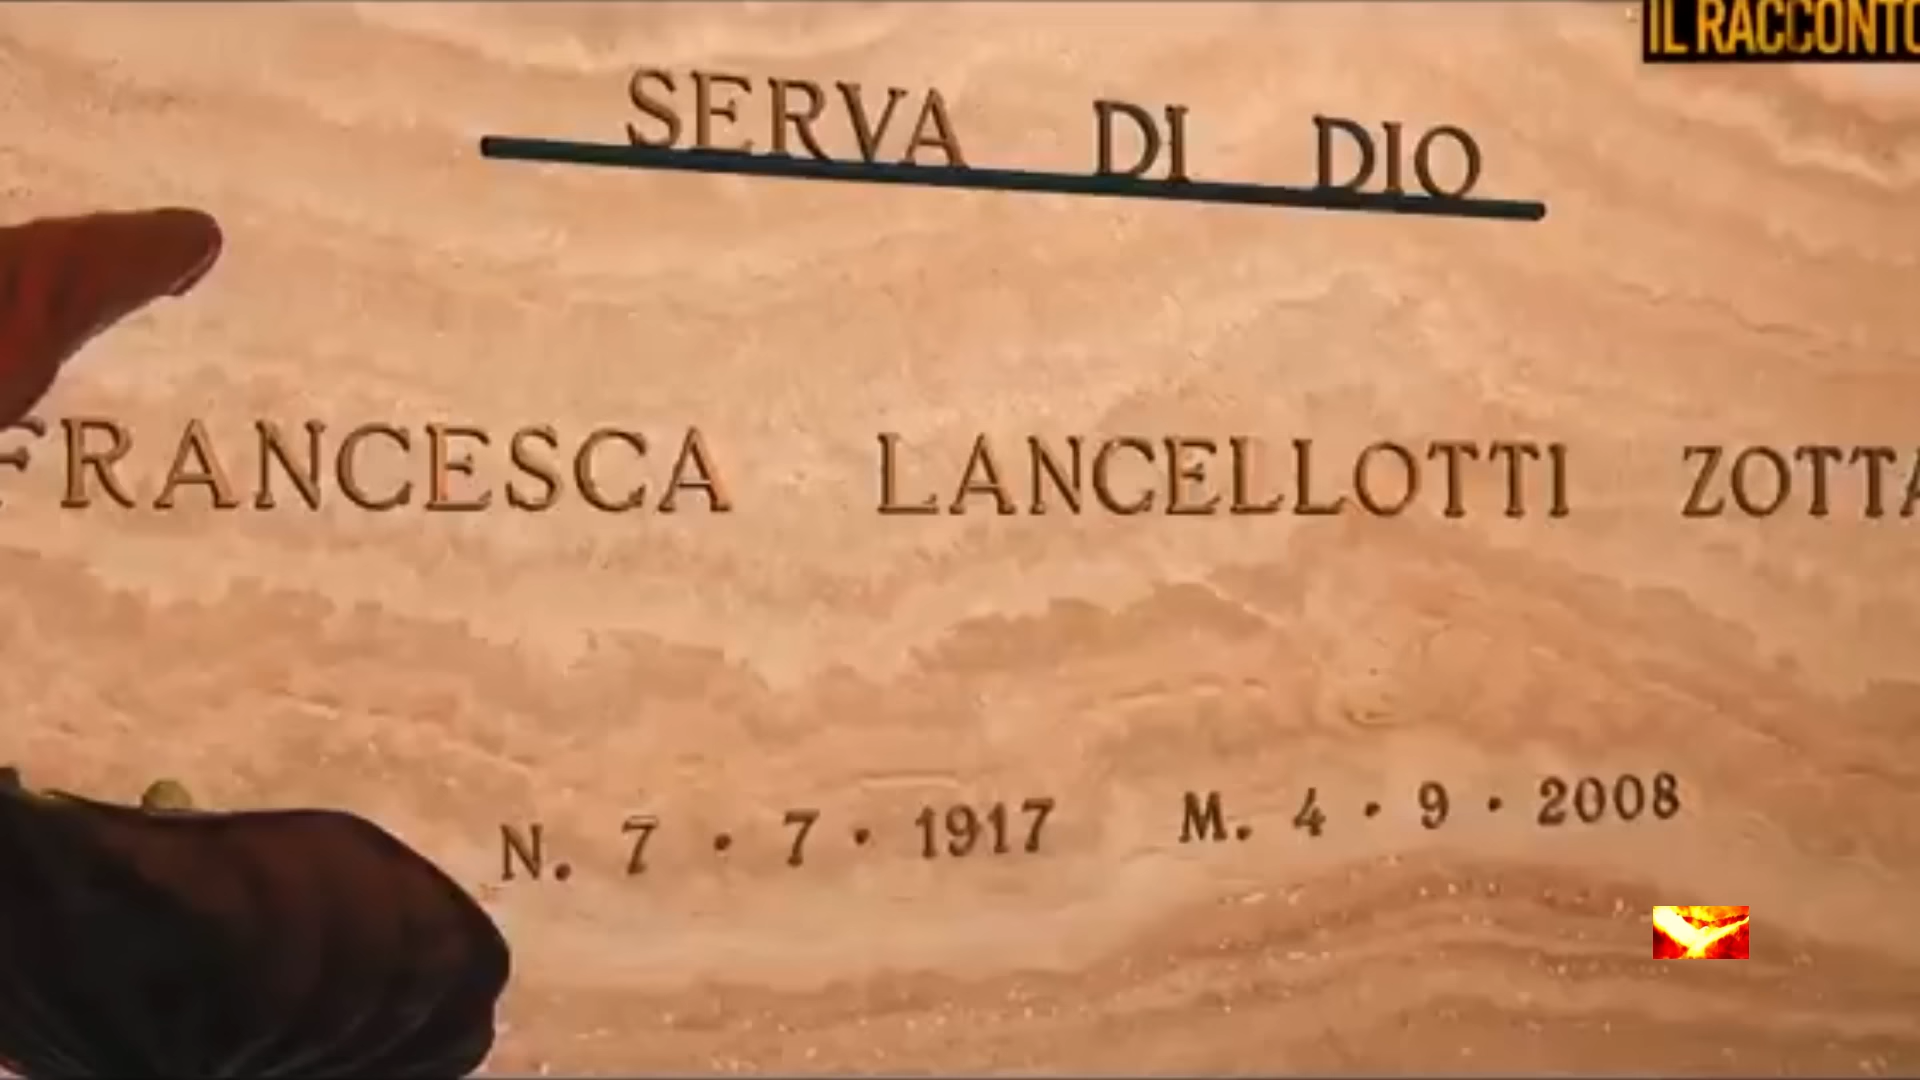 IL RACCONTO
SERVA DI DIO
FRANCESCA LANCELLOTTI ZOTTA
N. 7 · 7 · 1917 M. 4 · 9 · 2008